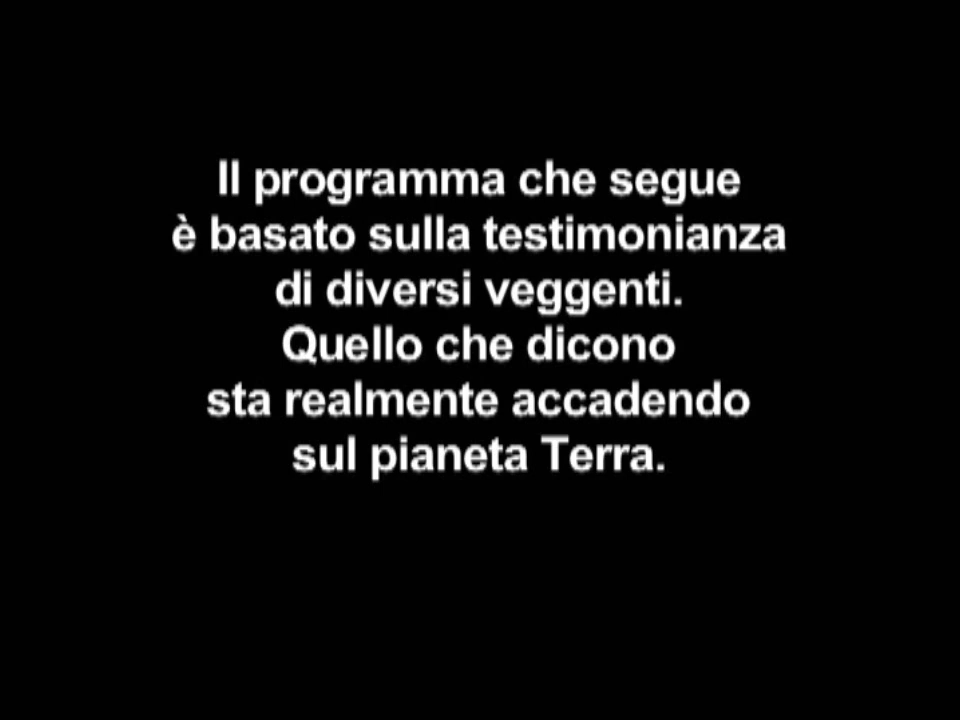 Il programma che segue
è basato sulla testimonianza
di diversi veggenti.
Quello che dicono
sta realmente accadendo
sul pianeta Terra.